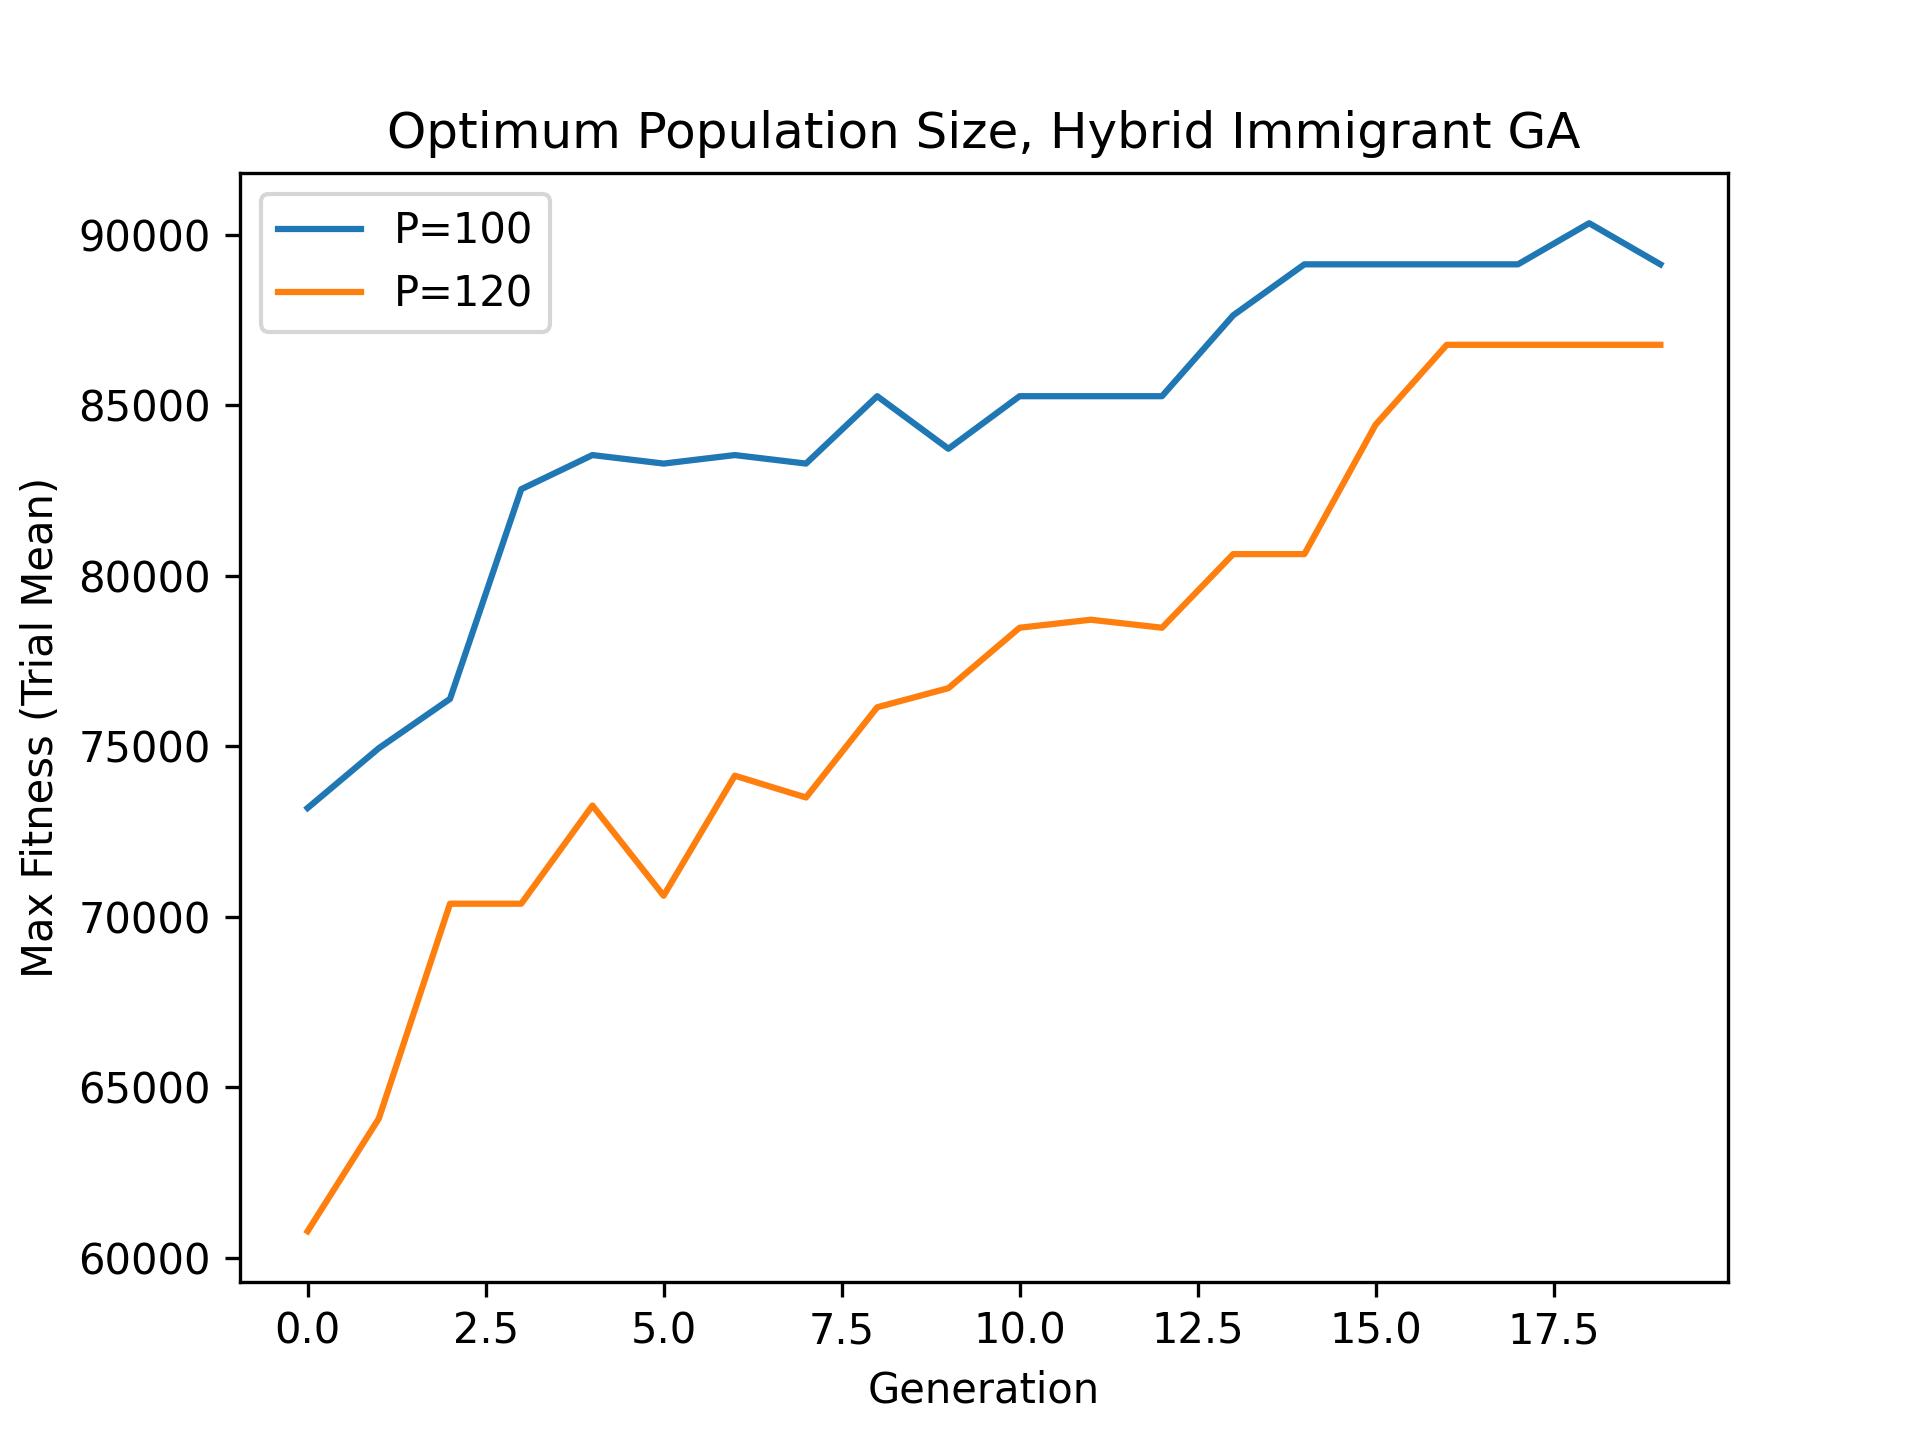 Optimum Population Size, Hybrid Immigrant GA
P=100
P=120
Max Fitness (Trial Mean)
90000
85000
80000
75000
70000
65000
60000
0.0 2.5 5.0 7.5 10.0 12.5 15.0 17.5
Generation